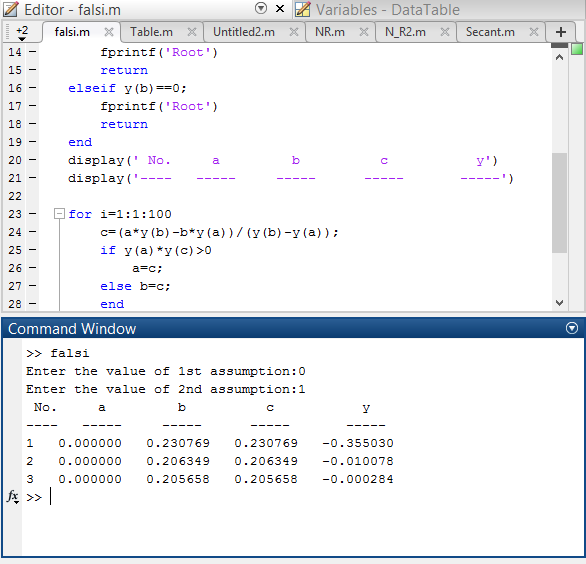 Editor - falsi.m
Variables - DataTable
+2 falsi.m Table.m Untitled2.m NR.m N_R2.m Secant.m
14 - fprintf('Root')
15 - return
16 - elseif y(b)==0;
17 - fprintf('Root')
18 - return
19 - end
20 - display(' No. a b c y')
21 - display('---- ----- ----- ----- -----')
22
23 - for i=1:1:100
24 - c=(a*y(b)-b*y(a))/(y(b)-y(a));
25 - if y(a)*y(c)>0
26 - a=c;
27 - else b=c;
28 - end
Command Window
>> falsi
Enter the value of 1st assumption:0
Enter the value of 2nd assumption:1
No. a b c y
---- ----- ----- ----- -----
1 0.000000 0.230769 0.230769 -0.355030
2 0.000000 0.206349 0.206349 -0.010078
3 0.000000 0.205658 0.205658 -0.000284
fx >>